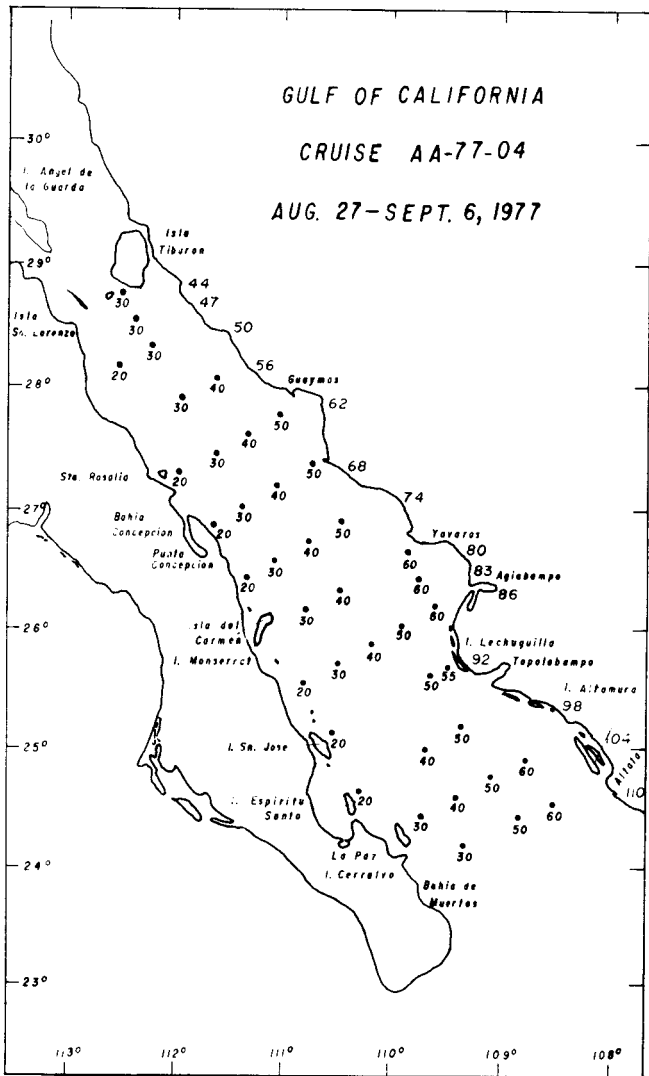 GULF OF CALIFORNIA
CRUISE AA-77-04
AUG. 27-SEPT. 6, 1977
30°
I. Angel de
la Guarda
Isla
Tiburon
29°
44
30
47
Isla
Sn. Lorenzo
30
50
30
20
56
28°
40
Guaymas
30
62
50
40
30
50
68
Sta. Rosalia
20
40
74
27°
30
Bahia
Concepcion
20
50
Yavaros
40
80
Punta
Concepcion
60
30
83
Agiabampo
20
60
86
40
30
60
26°
Isla del
Carmen
50
I. Lechuguilla
40
92
Topolobampo
I. Monserrat
30
50
55
20
I. Altamura
98
50
104
25°
20
I. Sn. Jose
40
60
Altata
50
110
I. Espiritu
Santo
20
40
30
50
60
24°
La Paz
30
I. Cerralvo
Bahia de
Muertos
23°
113°
112°
111°
110°
109°
108°